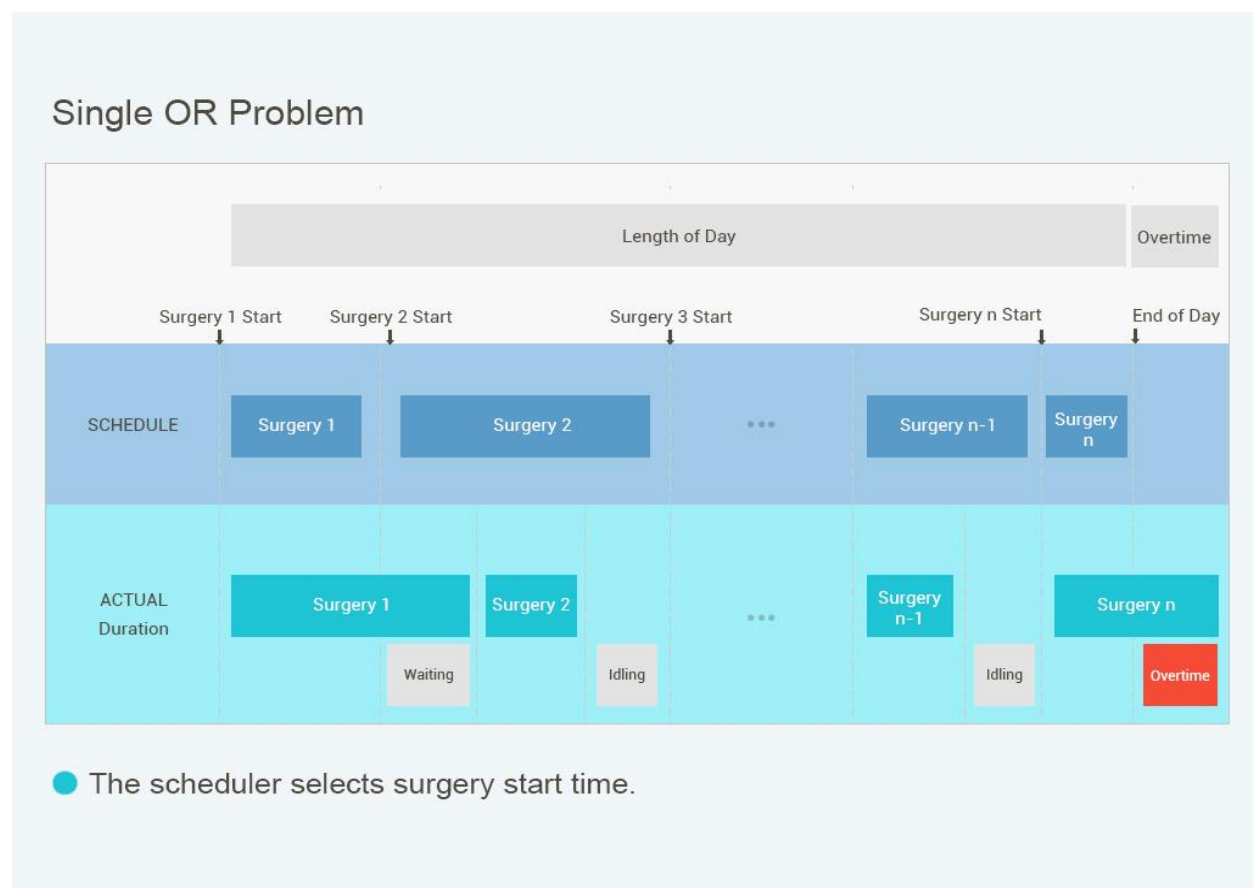 Single OR Problem
Length of Day
Overtime
Surgery 1 Start
Surgery 2 Start
Surgery 3 Start
Surgery n Start
End of Day
SCHEDULE
Surgery 1
Surgery 2
•••
Surgery n-1
Surgery
n
ACTUAL
Duration
Surgery 1
Surgery 2
•••
Surgery
n-1
Surgery n
Waiting
Idling
Idling
Overtime
The scheduler selects surgery start time.